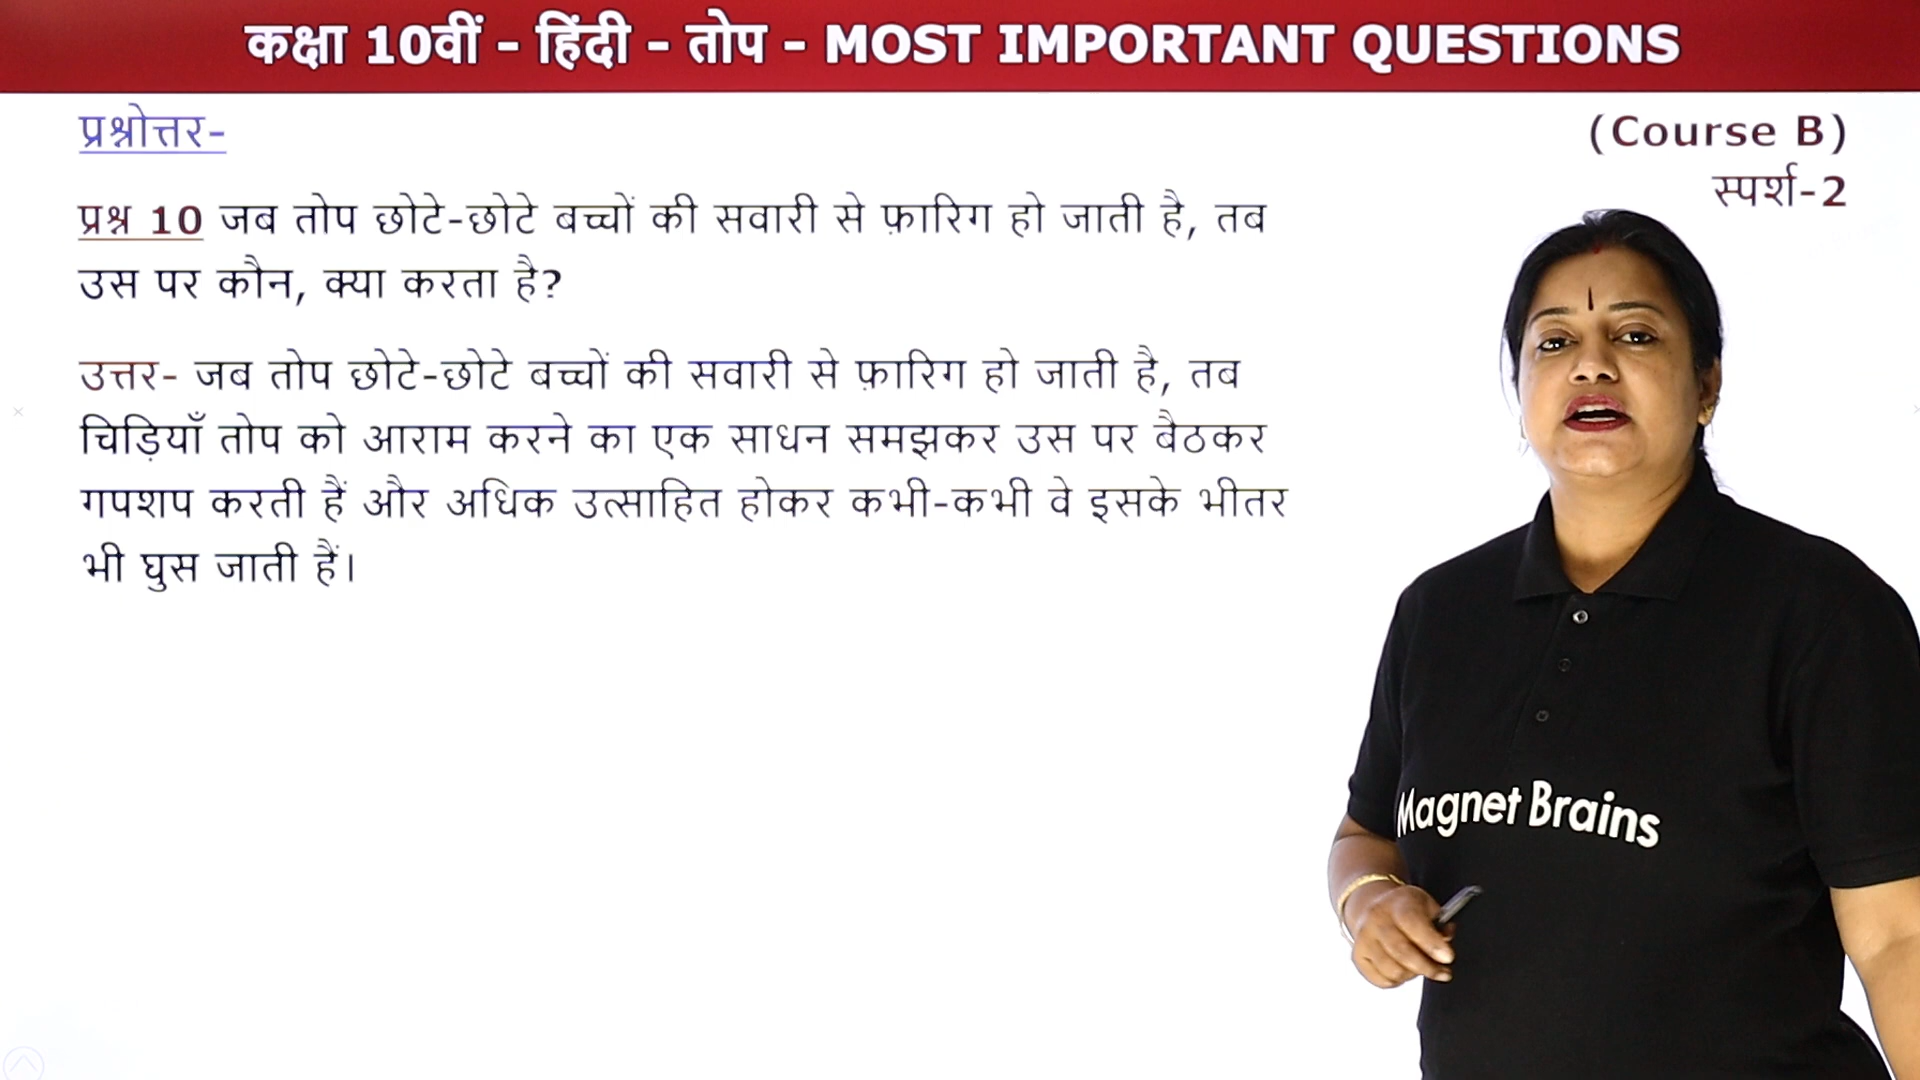 कक्षा 10वीं - हिंदी - तोप - MOST IMPORTANT QUESTIONS
प्रश्नोत्तर-
(Course B)
स्पर्श-2
प्रश्न 10 जब तोप छोटे-छोटे बच्चों की सवारी से फ़ारिग हो जाती है, तब
उस पर कौन, क्या करता है?
उत्तर- जब तोप छोटे-छोटे बच्चों की सवारी से फ़ारिग हो जाती है, तब
चिड़ियाँ तोप को आराम करने का एक साधन समझकर उस पर बैठकर
गपशप करती हैं और अधिक उत्साहित होकर कभी-कभी वे इसके भीतर
भी घुस जाती हैं।
Magnet Brains